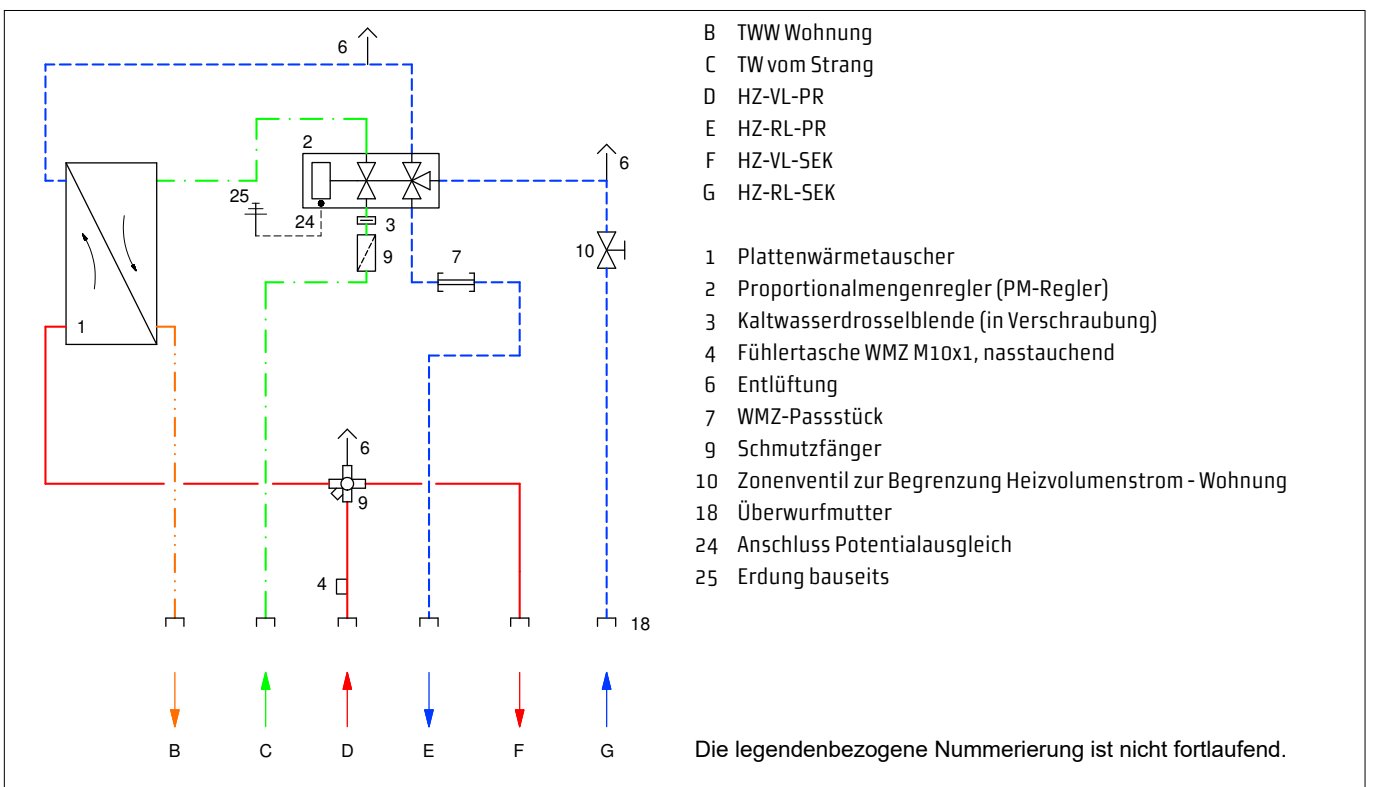 6
2
6
25
24
3
9
10
7
1
6
9
4
18
B
C
D
E
F
G
B TWW Wohnung
C TW vom Strang
D HZ-VL-PR
E HZ-RL-PR
F HZ-VL-SEK
G HZ-RL-SEK
1 Plattenwärmetauscher
2 Proportionalmengenregler (PM-Regler)
3 Kaltwasserdrosselblende (in Verschraubung)
4 Fühlertasche WMZ M10x1, nasstauchend
6 Entlüftung
7 WMZ-Passstück
9 Schmutzfänger
10 Zonenventil zur Begrenzung Heizvolumenstrom - Wohnung
18 Überwurfmutter
24 Anschluss Potentialausgleich
25 Erdung bauseits
Die legendenbezogene Nummerierung ist nicht fortlaufend.